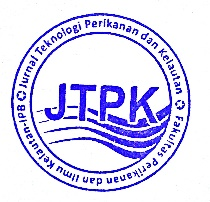 Jurnal Teknologi Perikanan dan Kelautan
Fakultas Perikanan dan Ilmu Kelautan-IPB
JTPK